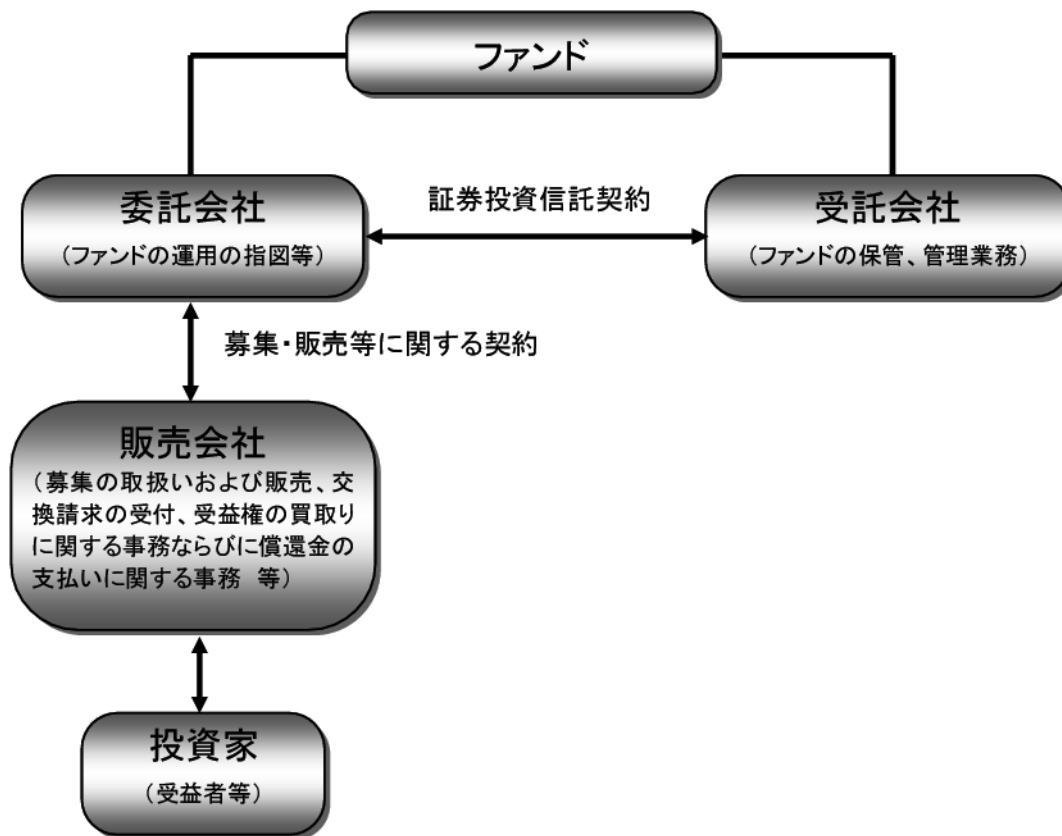 ファンド
委託会社
（ファンドの運用の指図等）
証券投資信託契約
受託会社
（ファンドの保管、管理業務）
募集・販売等に関する契約
販売会社
（募集の取扱いおよび販売、交
換請求の受付、受益権の買取り
に関する事務ならびに償還金の
支払いに関する事務　等）
投資家
（受益者等）